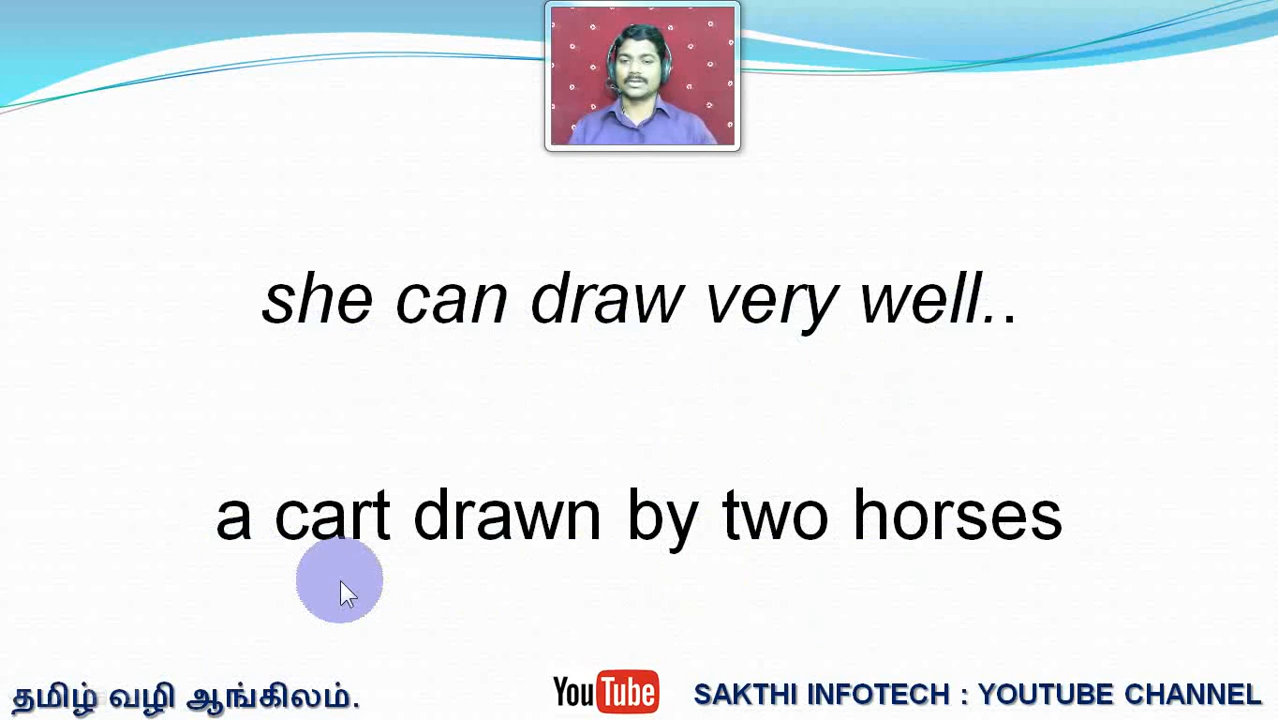 she can draw very well..
a cart drawn by two horses
தமிழ் வழி ஆங்கிலம். YouTube SAKTHI INFOTECH : YOUTUBE CHANNEL